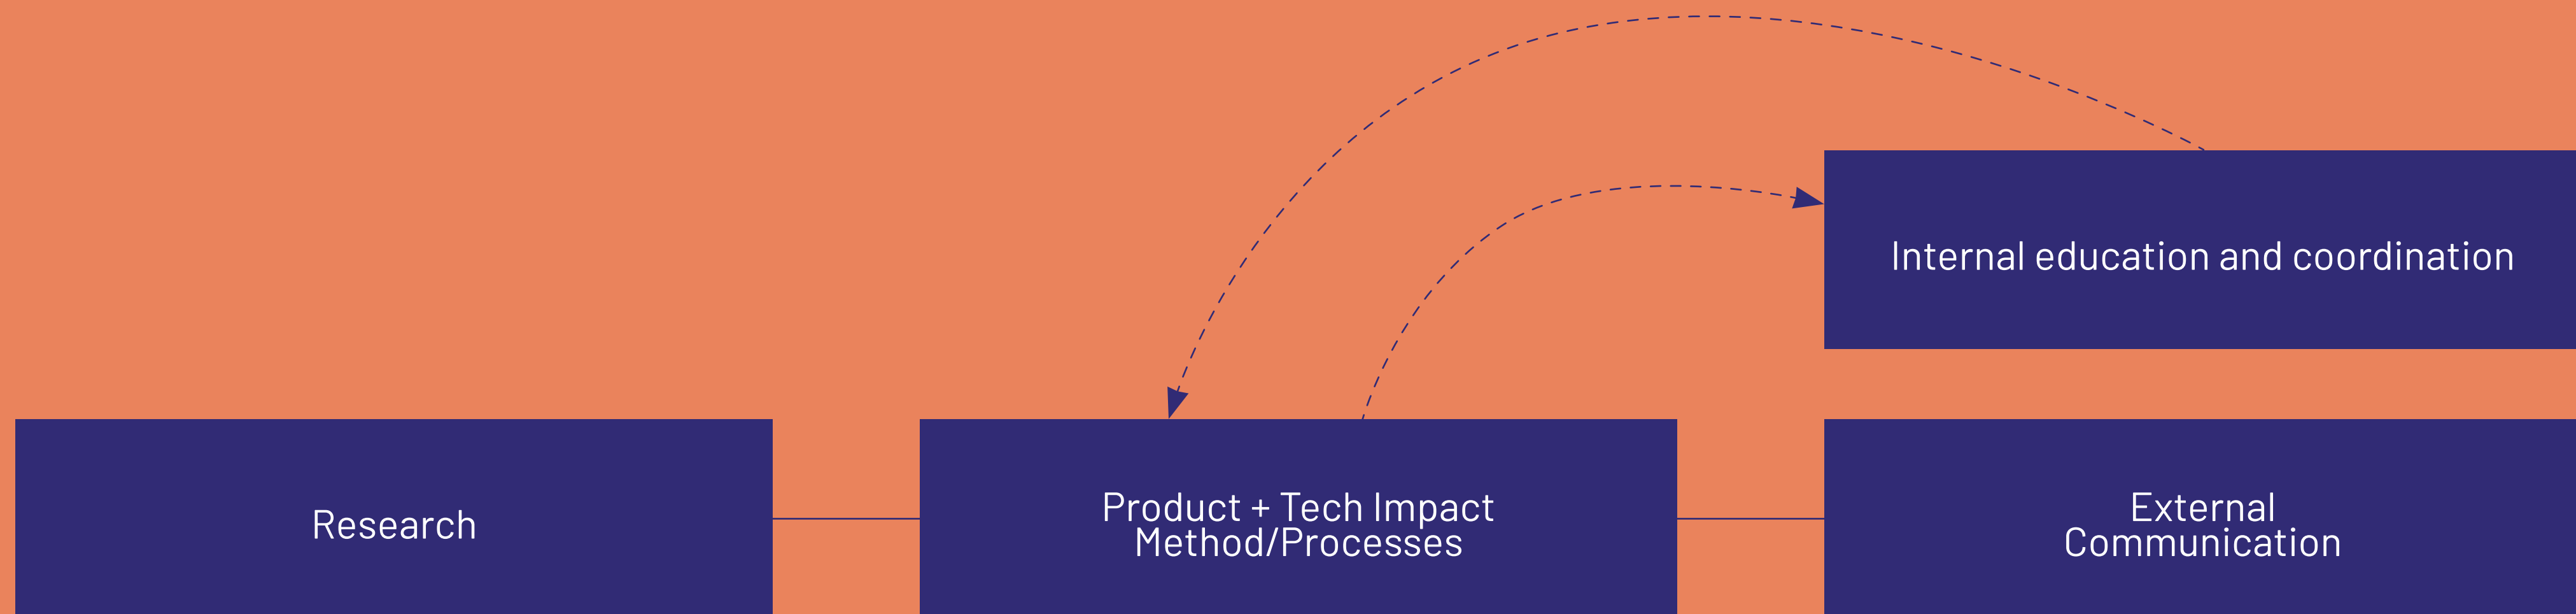 Internal education and coordination
Research
Product + Tech Impact
Method/Processes
External
Communication